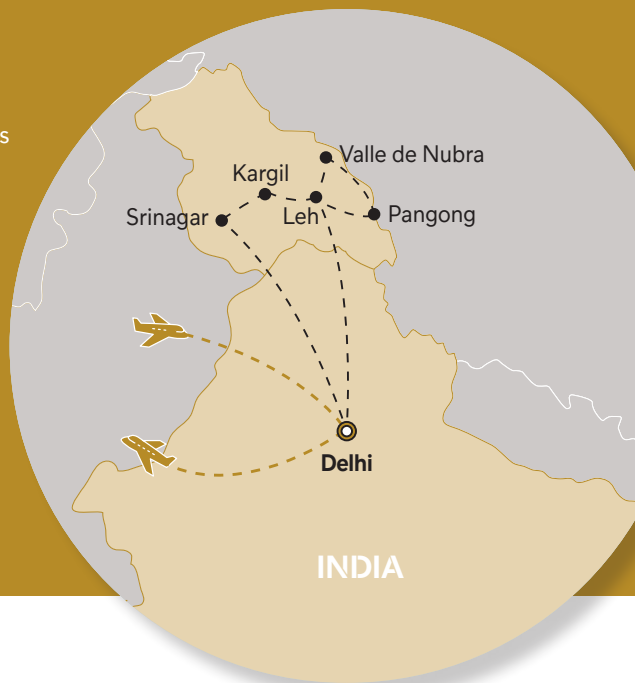 s
Valle de Nubra
Kargil
Srinagar
Leh
Pangong
Delhi
INDIA